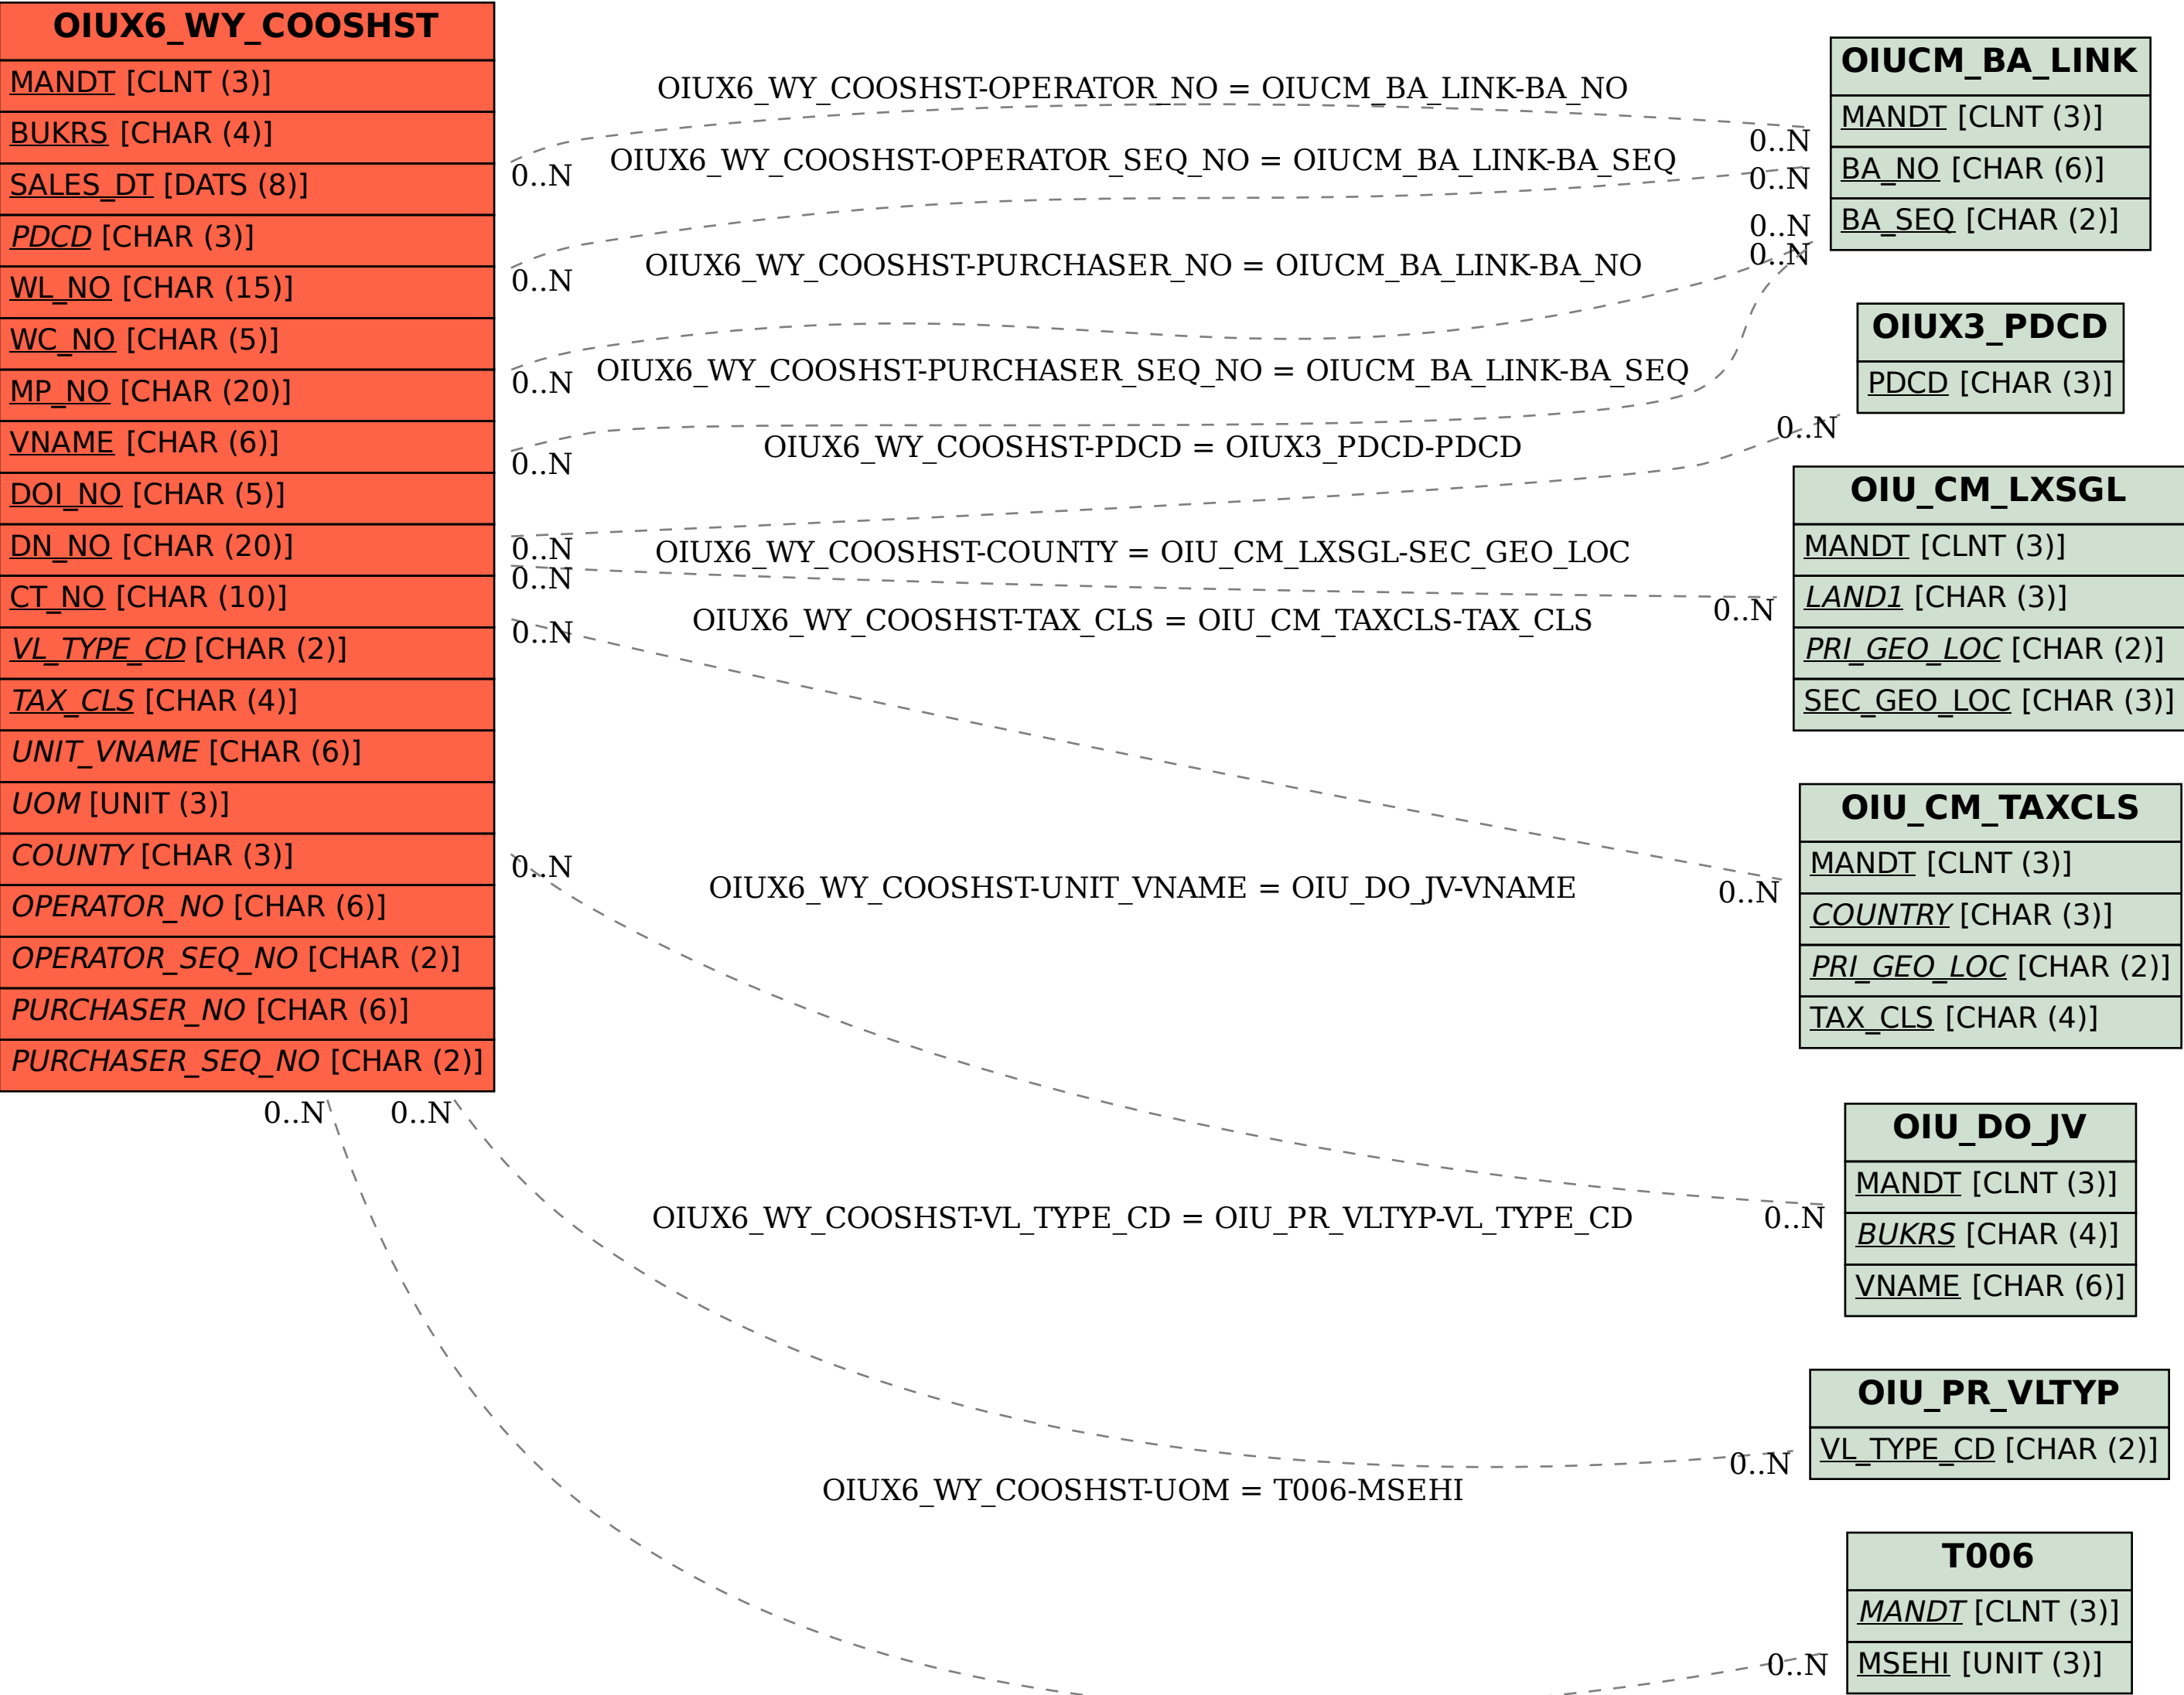 OIUX6_WY_COOSHST
MANDT [CLNT (3)]
BUKRS [CHAR (4)]
SALES_DT [DATS (8)]
PDCD [CHAR (3)]
WL_NO [CHAR (15)]
WC_NO [CHAR (5)]
MP_NO [CHAR (20)]
VNAME [CHAR (6)]
DOI_NO [CHAR (5)]
DN_NO [CHAR (20)]
CT_NO [CHAR (10)]
VL_TYPE_CD [CHAR (2)]
TAX_CLS [CHAR (4)]
UNIT_VNAME [CHAR (6)]
UOM [UNIT (3)]
COUNTY [CHAR (3)]
OPERATOR_NO [CHAR (6)]
OPERATOR_SEQ_NO [CHAR (2)]
PURCHASER_NO [CHAR (6)]
PURCHASER_SEQ_NO [CHAR (2)]
OIUX6_WY_COOSHST-OPERATOR_NO = OIUCM_BA_LINK-BA_NO
0..N
0..N
OIUX6_WY_COOSHST-OPERATOR_SEQ_NO = OIUCM_BA_LINK-BA_SEQ
0..N
0..N
OIUX6_WY_COOSHST-PURCHASER_NO = OIUCM_BA_LINK-BA_NO
0..N
0..N
OIUX6_WY_COOSHST-PURCHASER_SEQ_NO = OIUCM_BA_LINK-BA_SEQ
0..N
0..N
OIUX6_WY_COOSHST-PDCD = OIUX3_PDCD-PDCD
0..N
0..N
OIUX6_WY_COOSHST-COUNTY = OIU_CM_LXSGL-SEC_GEO_LOC
0..N
0..N
OIUX6_WY_COOSHST-TAX_CLS = OIU_CM_TAXCLS-TAX_CLS
0..N
0..N
OIUX6_WY_COOSHST-UNIT_VNAME = OIU_DO_JV-VNAME
0..N
0..N
OIUX6_WY_COOSHST-VL_TYPE_CD = OIU_PR_VLTYP-VL_TYPE_CD
0..N
0..N
OIUX6_WY_COOSHST-UOM = T006-MSEHI
0..N
0..N
OIUCM_BA_LINK
MANDT [CLNT (3)]
BA_NO [CHAR (6)]
BA_SEQ [CHAR (2)]
OIUX3_PDCD
PDCD [CHAR (3)]
OIU_CM_LXSGL
MANDT [CLNT (3)]
LAND1 [CHAR (3)]
PRI_GEO_LOC [CHAR (2)]
SEC_GEO_LOC [CHAR (3)]
OIU_CM_TAXCLS
MANDT [CLNT (3)]
COUNTRY [CHAR (3)]
PRI_GEO_LOC [CHAR (2)]
TAX_CLS [CHAR (4)]
OIU_DO_JV
MANDT [CLNT (3)]
BUKRS [CHAR (4)]
VNAME [CHAR (6)]
OIU_PR_VLTYP
VL_TYPE_CD [CHAR (2)]
T006
MANDT [CLNT (3)]
MSEHI [UNIT (3)]